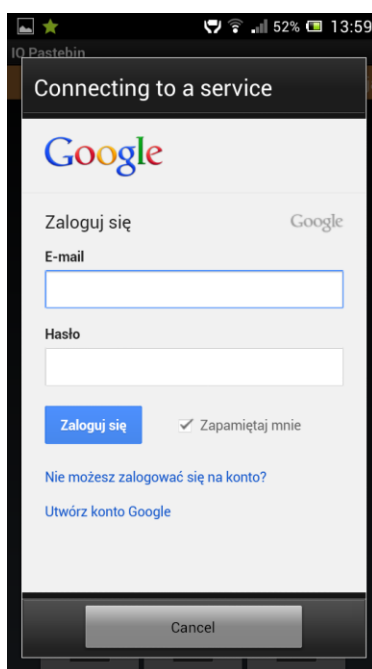 52% 13:59
IQ Pastebin
Connecting to a service
Google
Zaloguj się Google
E-mail
Hasło
Zaloguj się Zapamiętaj mnie
Nie możesz zalogować się na konto?
Utwórz konto Google
Cancel